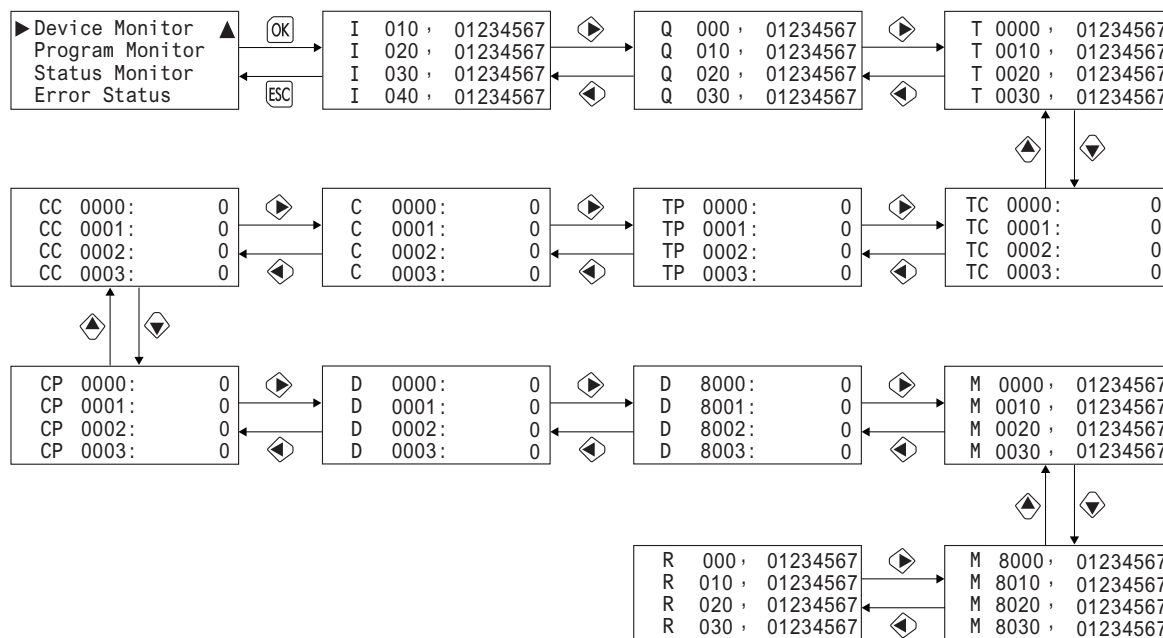 Device Monitor
Program Monitor
Status Monitor
Error Status
OK
ESC
I 010, 01234567
I 020, 01234567
I 030, 01234567
I 040, 01234567
Q 000, 01234567
Q 010, 01234567
Q 020, 01234567
Q 030, 01234567
T 0000, 01234567
T 0010, 01234567
T 0020, 01234567
T 0030, 01234567
CC 0000: 0
CC 0001: 0
CC 0002: 0
CC 0003: 0
C 0000: 0
C 0001: 0
C 0002: 0
C 0003: 0
TP 0000: 0
TP 0001: 0
TP 0002: 0
TP 0003: 0
TC 0000: 0
TC 0001: 0
TC 0002: 0
TC 0003: 0
CP 0000: 0
CP 0001: 0
CP 0002: 0
CP 0003: 0
D 0000: 0
D 0001: 0
D 0002: 0
D 0003: 0
D 8000: 0
D 8001: 0
D 8002: 0
D 8003: 0
M 0000, 01234567
M 0010, 01234567
M 0020, 01234567
M 0030, 01234567
R 000, 01234567
R 010, 01234567
R 020, 01234567
R 030, 01234567
M 8000, 01234567
M 8010, 01234567
M 8020, 01234567
M 8030, 01234567